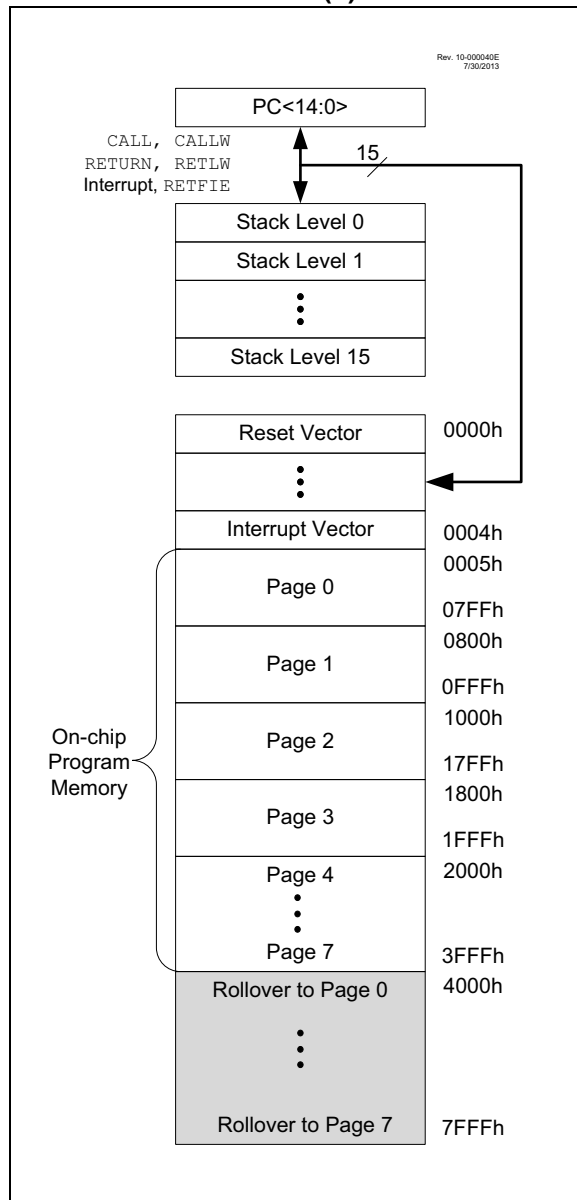 Rev. 10-000040E
7/30/2013
PC<14:0>
CALL, CALLW
RETURN, RETLW
Interrupt, RETFIE
15
Stack Level 0
Stack Level 1
Stack Level 15
Reset Vector
0000h
Interrupt Vector
0004h
0005h
Page 0
07FFh
0800h
Page 1
0FFFh
1000h
On-chip
Program
Memory
Page 2
17FFh
1800h
Page 3
1FFFh
Page 4
2000h
Page 7
3FFFh
Rollover to Page 0
4000h
Rollover to Page 7
7FFFh